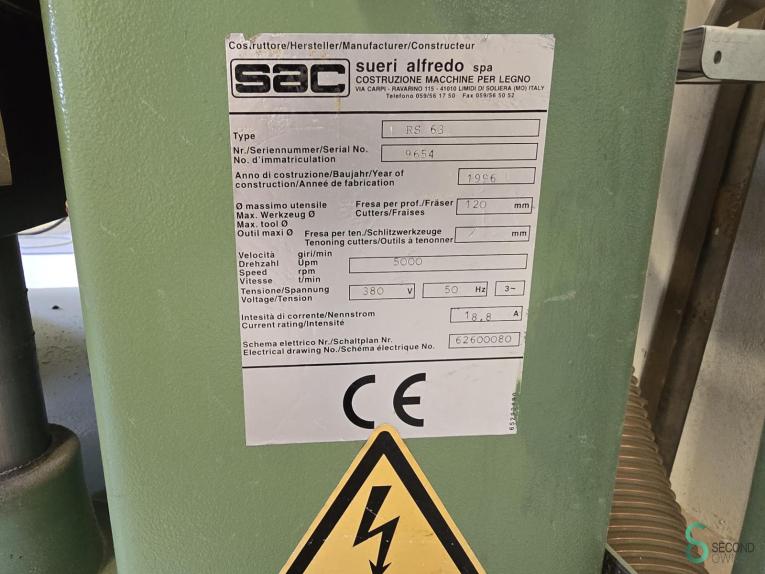 Costruttore/Hersteller/Manufacturer/Constructeur
sac sueri alfredo spa
COSTRUZIONE MACCHINE PER LEGNO
VIA CARPI - RAVARINO 115 - 41010 LIMIDI DI SOLIERA (MO) ITALY
Telefono 059/56 17 50 Fax 059/56 50 52
Type RS 63
Nr./Seriennummer/Serial No.
No. d'immatriculation 9654
Anno di costruzione/Baujahr/Year of
construction/Anneé de fabrication 1996
Ø massimo utensile
Max. Werkzeug Ø
Max. tool Ø
Outil maxi Ø
Fresa per prof./Fräser
Cutters/Fraises 120 mm
Fresa per ten./Schlitzwerkzeuge
Tenoning cutters/Outils à tenonner / mm
Velocità giri/min
Drehzahl Upm
Speed rpm
Vitesse t/min
5000
Tensione/Spannung
Voltage/Tension 380 V 50 Hz 3~
Intesità di corrente/Nennstrom
Current rating/Intensité 18,8 A
Schema elettrico Nr./Schaltplan Nr.
Electrical drawing No./Schéma électrique No. 62600080
CE
SECOND
OWN